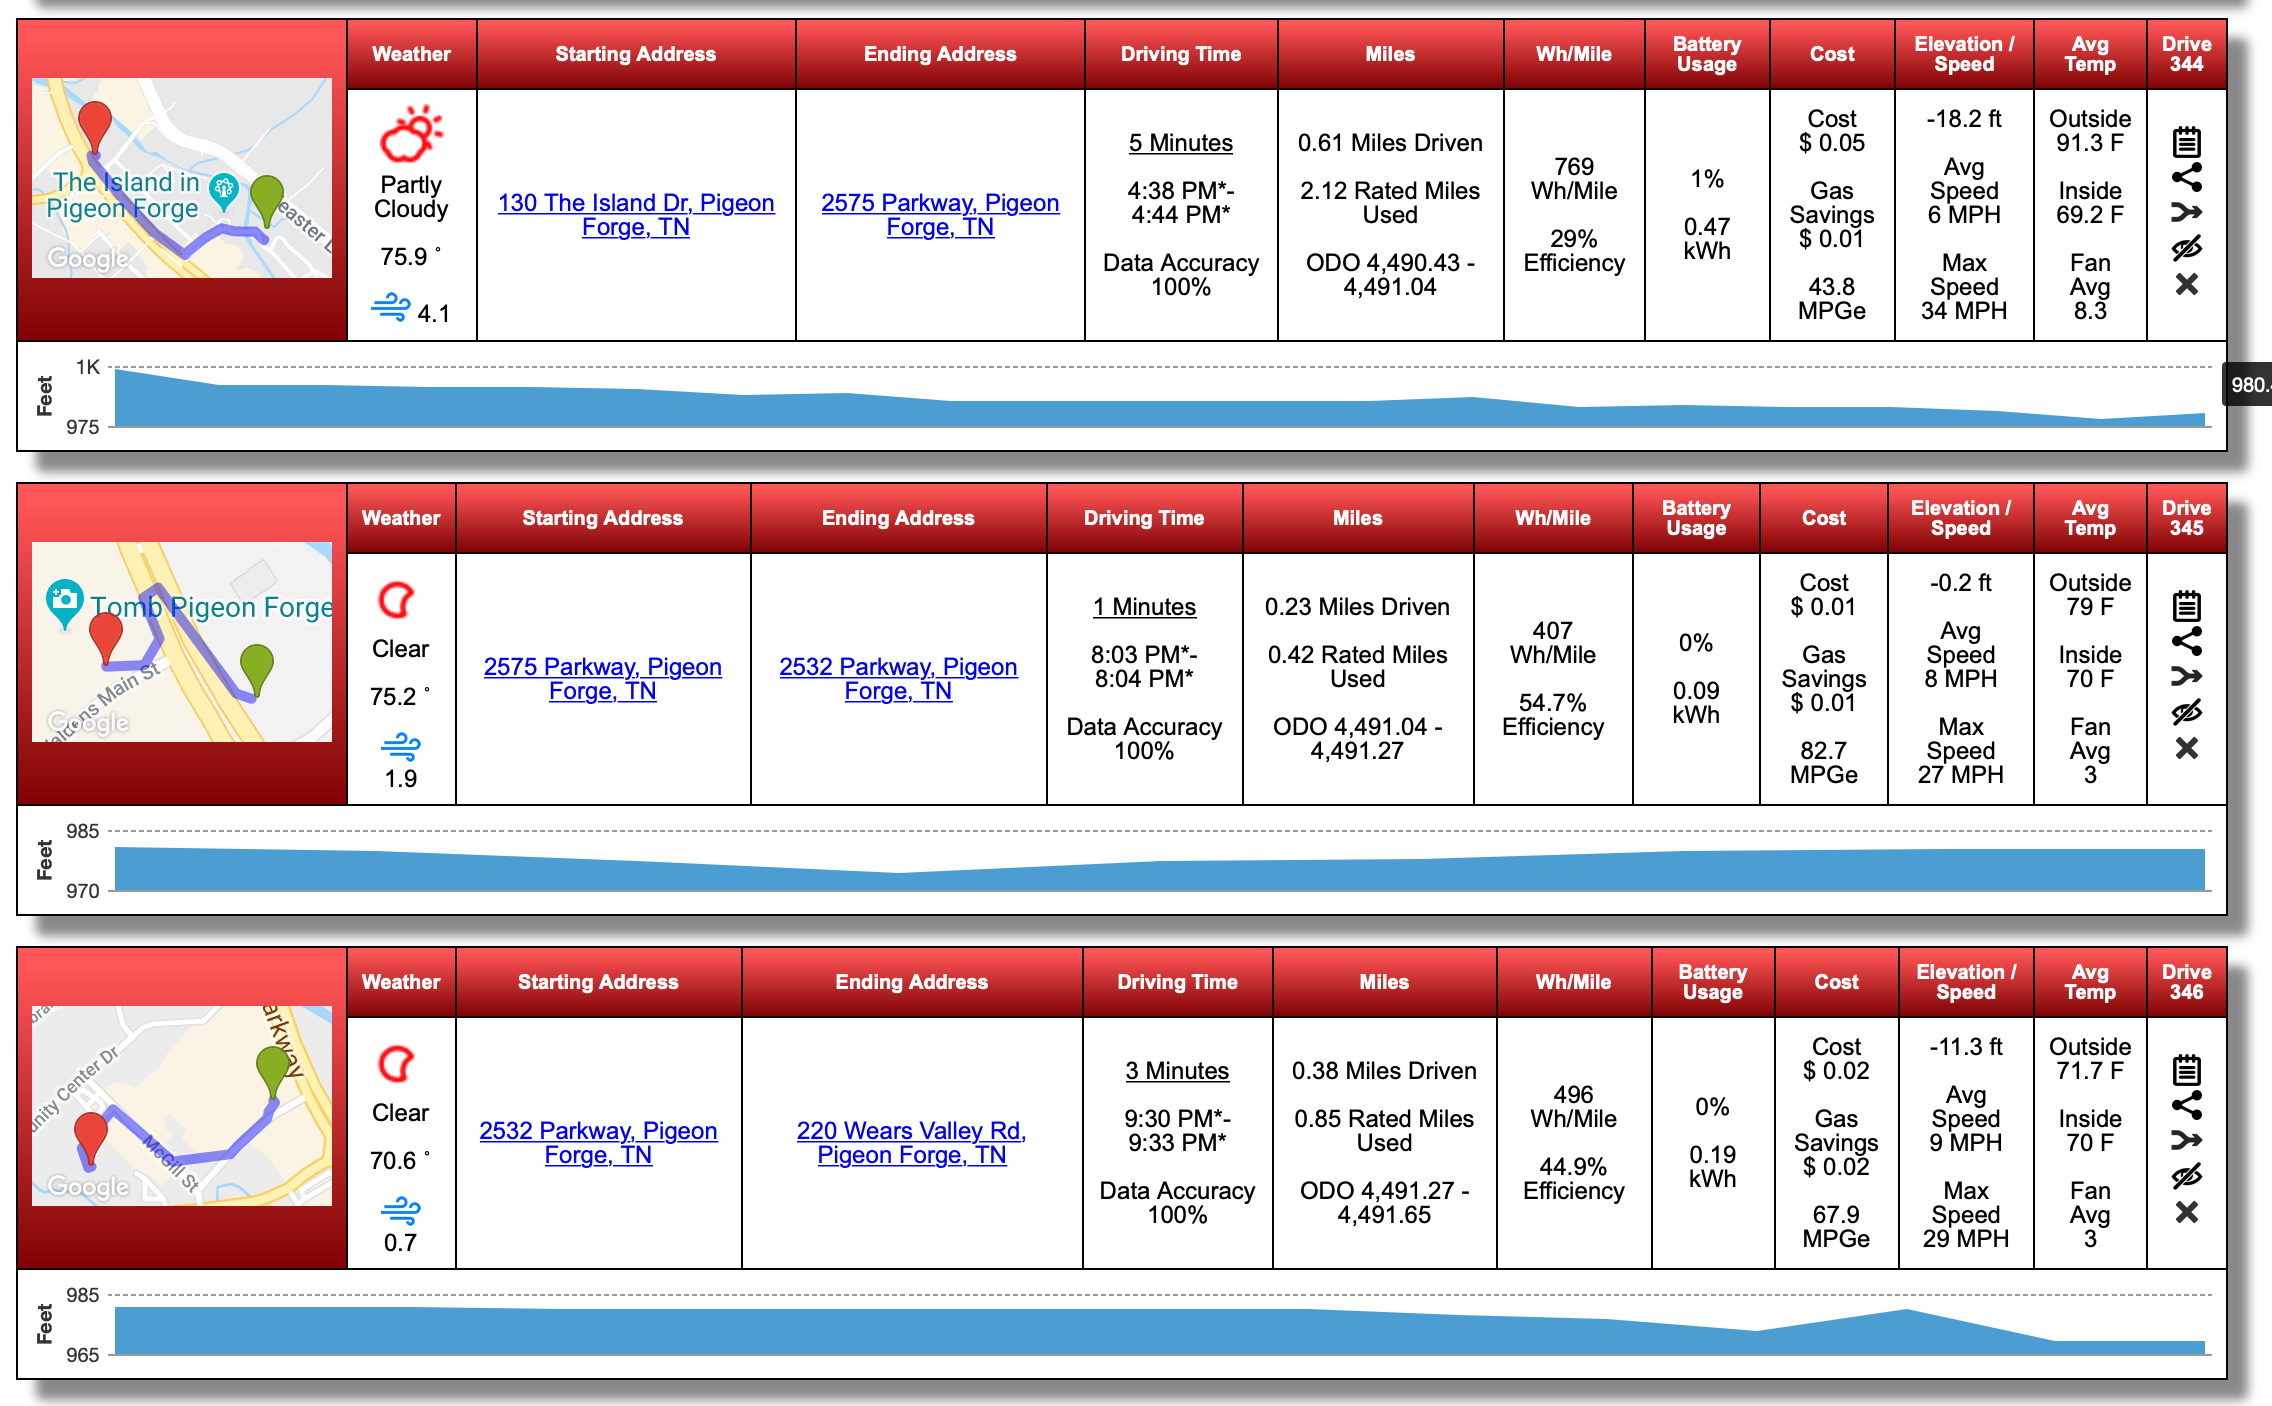 Weather
Starting Address
Ending Address
Driving Time
Miles
Wh/Mile
Battery
Usage
Cost
Elevation /
Speed
Avg
Temp
Drive
344
The Island in
Pigeon Forge
Google
Partly
Cloudy
75.9 °
4.1
130 The Island Dr, Pigeon
Forge, TN
2575 Parkway, Pigeon
Forge, TN
5 Minutes
4:38 PM*-
4:44 PM*
Data Accuracy
100%
0.61 Miles Driven
2.12 Rated Miles
Used
ODO 4,490.43 -
4,491.04
769
Wh/Mile
29%
Efficiency
1%
0.47
kWh
Cost
$ 0.05
Gas
Savings
$ 0.01
43.8
MPGe
-18.2 ft
Avg
Speed
6 MPH
Max
Speed
34 MPH
Outside
91.3 F
Inside
69.2 F
Fan
Avg
8.3
Feet
1K
975
980.
Weather
Starting Address
Ending Address
Driving Time
Miles
Wh/Mile
Battery
Usage
Cost
Elevation /
Speed
Avg
Temp
Drive
345
Tomb Pigeon Forge
Main St
Google
Clear
75.2 °
1.9
2575 Parkway, Pigeon
Forge, TN
2532 Parkway, Pigeon
Forge, TN
1 Minutes
8:03 PM*-
8:04 PM*
Data Accuracy
100%
0.23 Miles Driven
0.42 Rated Miles
Used
ODO 4,491.04 -
4,491.27
407
Wh/Mile
54.7%
Efficiency
0%
0.09
kWh
Cost
$ 0.01
Gas
Savings
$ 0.01
82.7
MPGe
-0.2 ft
Avg
Speed
8 MPH
Max
Speed
27 MPH
Outside
79 F
Inside
70 F
Fan
Avg
3
Feet
985
970
Weather
Starting Address
Ending Address
Driving Time
Miles
Wh/Mile
Battery
Usage
Cost
Elevation /
Speed
Avg
Temp
Drive
346
arkway
unity Center Dr
McGill St
Google
Clear
70.6 °
0.7
2532 Parkway, Pigeon
Forge, TN
220 Wears Valley Rd,
Pigeon Forge, TN
3 Minutes
9:30 PM*-
9:33 PM*
Data Accuracy
100%
0.38 Miles Driven
0.85 Rated Miles
Used
ODO 4,491.27 -
4,491.65
496
Wh/Mile
44.9%
Efficiency
0%
0.19
kWh
Cost
$ 0.02
Gas
Savings
$ 0.02
67.9
MPGe
-11.3 ft
Avg
Speed
9 MPH
Max
Speed
29 MPH
Outside
71.7 F
Inside
70 F
Fan
Avg
3
Feet
985
965